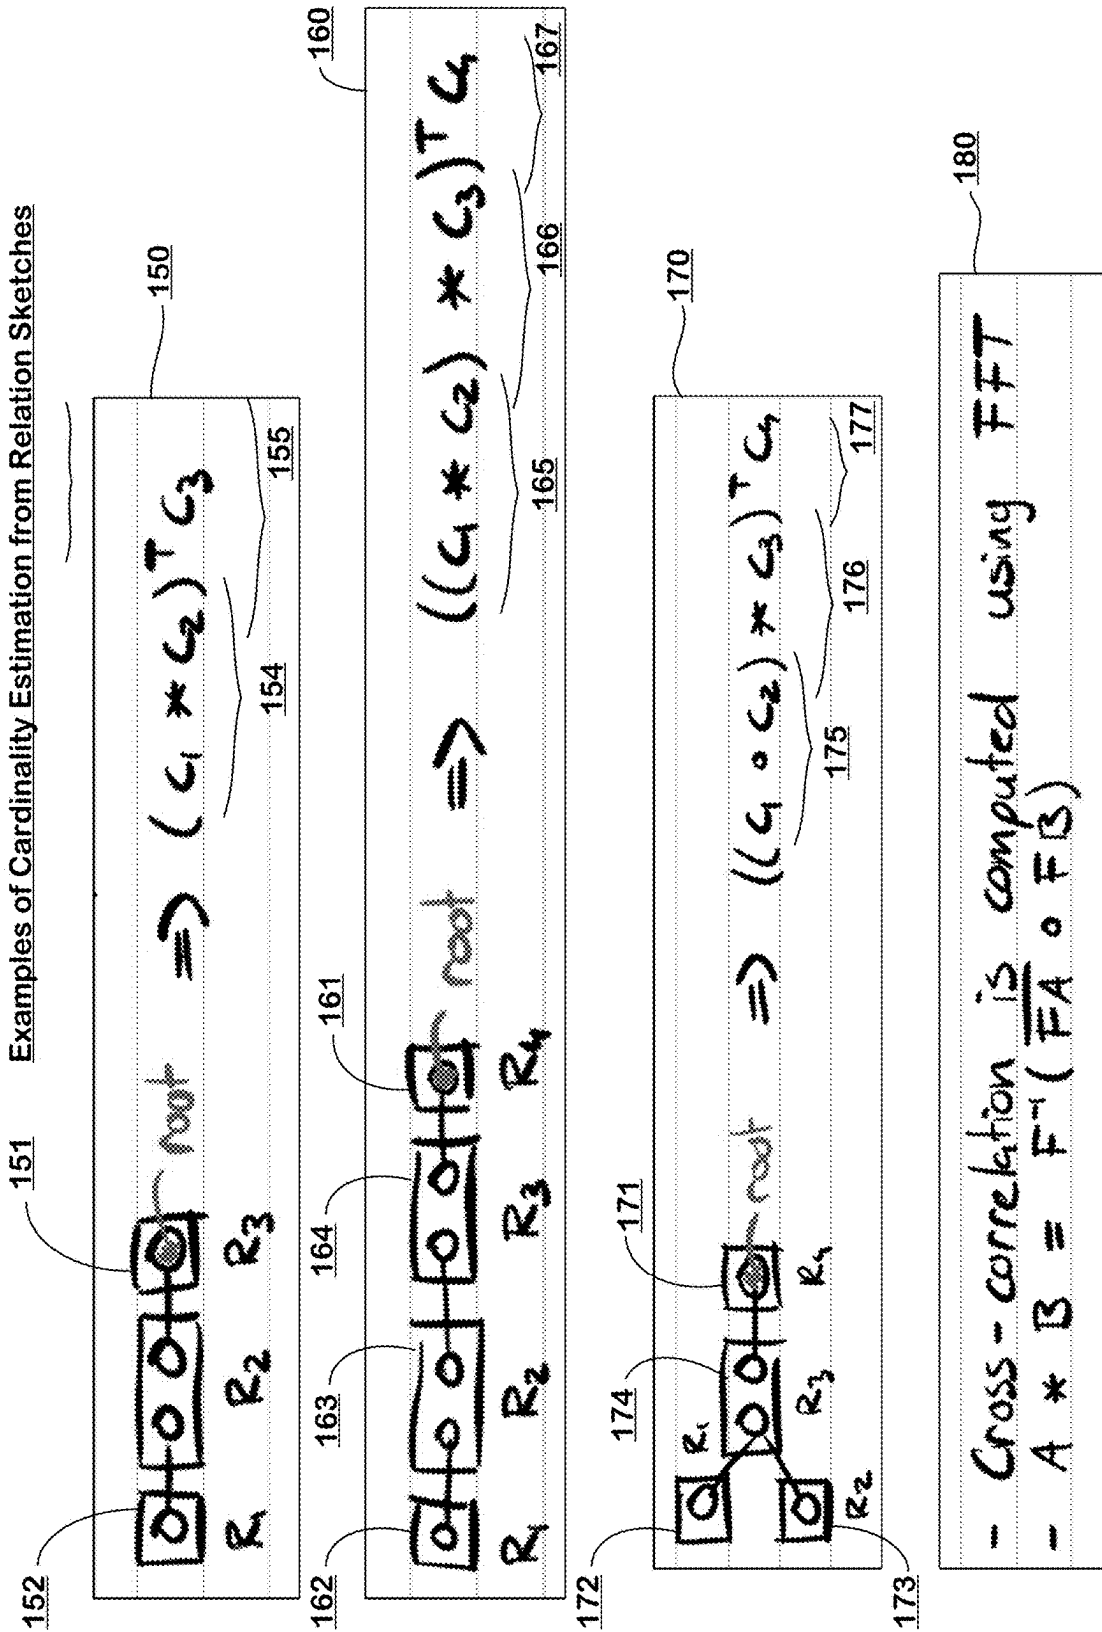 Examples of Cardinality Estimation from Relation Sketches
150
151
152
root
R₁ R₂ R₃
=> (C₁ * C₂)ᵀ C₃
154
155
160
161
162
163
164
root
R₁ R₂ R₃ R₄
=> ((C₁ * C₂) * C₃)ᵀ C₄
165
166
167
170
171
172
173
174
root
R₁
R₂
R₃
R₄
=> ((C₁ ∘ C₂) * C₃)ᵀ C₄
175
176
177
180
- Cross-correlation is computed using FFT
- A * B = F⁻¹( F̅A̅ ∘ FB)